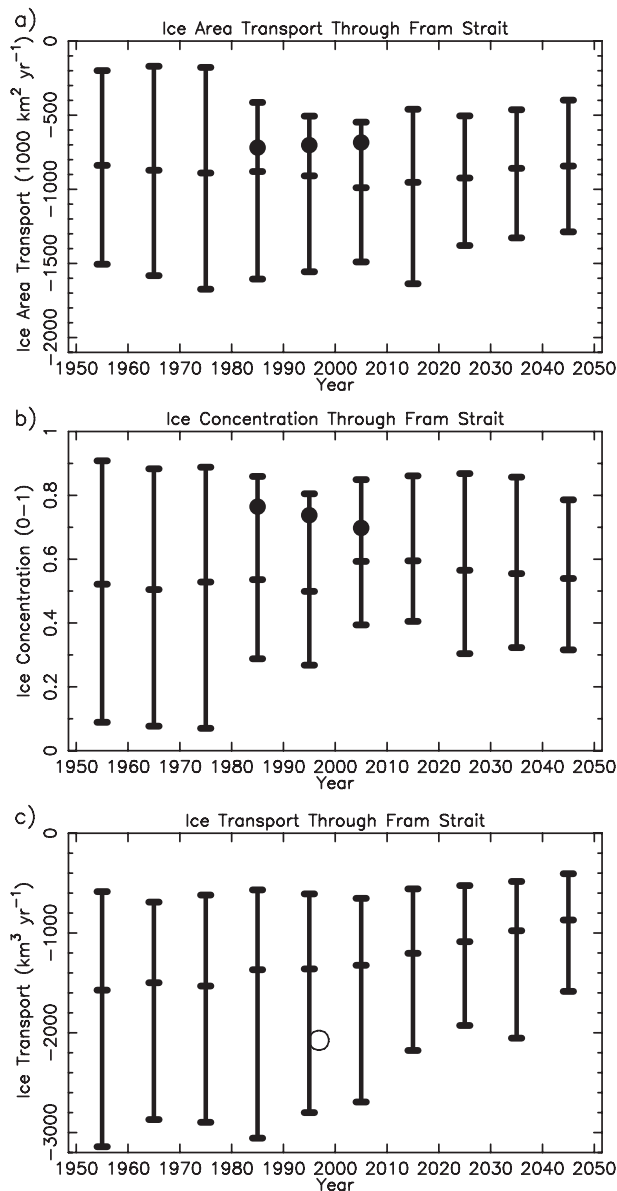 a)
Ice Area Transport Through Fram Strait
Ice Area Transport (1000 km² yr⁻¹)
0
-500
-1000
-1500
-2000
1950 1960 1970 1980 1990 2000 2010 2020 2030 2040 2050
Year
b)
Ice Concentration Through Fram Strait
Ice Concentration (0-1)
1
0.8
0.6
0.4
0.2
0
1950 1960 1970 1980 1990 2000 2010 2020 2030 2040 2050
Year
c)
Ice Transport Through Fram Strait
Ice Transport (km³ yr⁻¹)
0
-1000
-2000
-3000
1950 1960 1970 1980 1990 2000 2010 2020 2030 2040 2050
Year